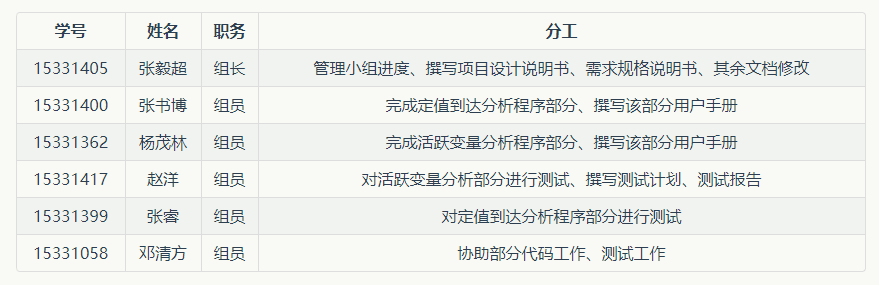 学号 姓名 职务 分工
15331405 张毅超 组长 管理小组进度、撰写项目设计说明书、需求规格说明书、其余文档修改
15331400 张书博 组员 完成定值到达分析程序部分、撰写该部分用户手册
15331362 杨茂林 组员 完成活跃变量分析程序部分、撰写该部分用户手册
15331417 赵洋 组员 对活跃变量分析部分进行测试、撰写测试计划、测试报告
15331399 张睿 组员 对定值到达分析程序部分进行测试
15331058 邓清方 组员 协助部分代码工作、测试工作